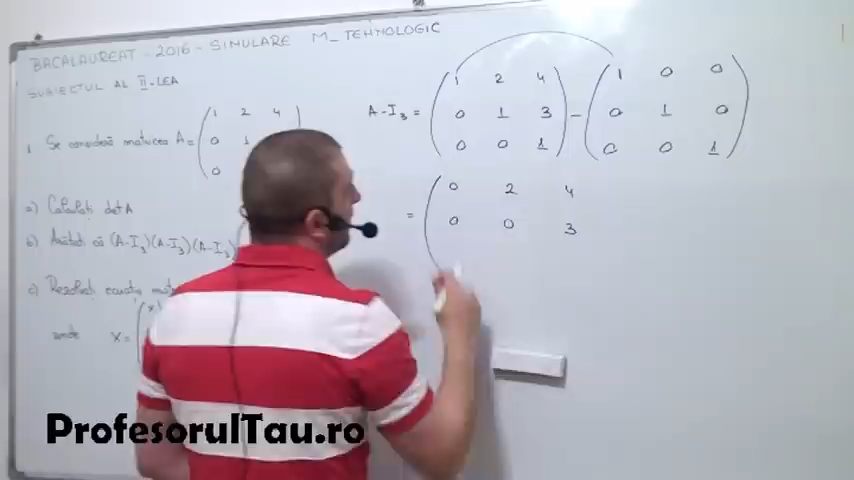 BACALAUREAT - 2016 - SIMULARE M_TEHNOLOGIC
SUBIECTUL AL II-LEA
1. Se consideră matricea A = ( 1 2 4
0 1
0
a) Calculați det A
b) Arătați că (A-I₃)(A-I₃)(A-I₃)
c) Rezolvați ecuația
unde X = (
A-I₃ = ( 1 2 4 ) - ( 1 0 0 )
0 1 3 0 1 0
0 0 1 0 0 1
= ( 0 2 4
0 0 3
ProfesorulTau.ro